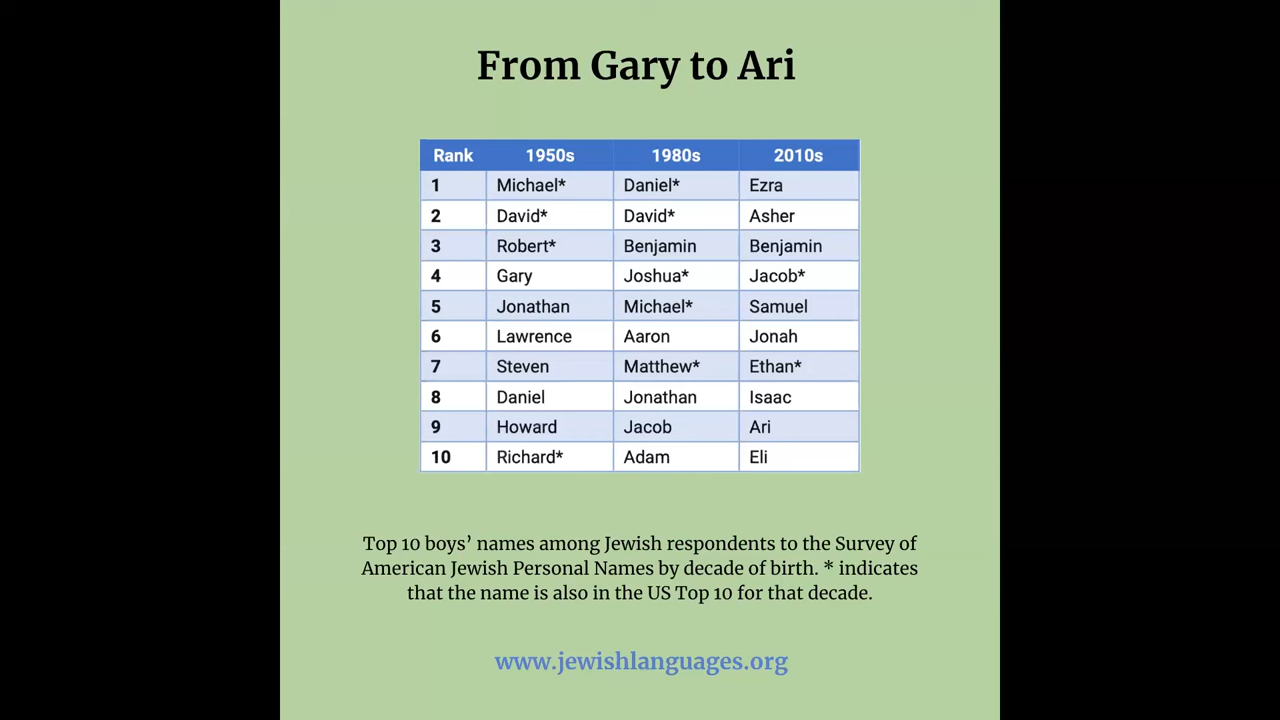 From Gary to Ari
Rank 1950s 1980s 2010s
1 Michael* Daniel* Ezra
2 David* David* Asher
3 Robert* Benjamin Benjamin
4 Gary Joshua* Jacob*
5 Jonathan Michael* Samuel
6 Lawrence Aaron Jonah
7 Steven Matthew* Ethan*
8 Daniel Jonathan Isaac
9 Howard Jacob Ari
10 Richard* Adam Eli
Top 10 boys’ names among Jewish respondents to the Survey of
American Jewish Personal Names by decade of birth. * indicates
that the name is also in the US Top 10 for that decade.
www.jewishlanguages.org